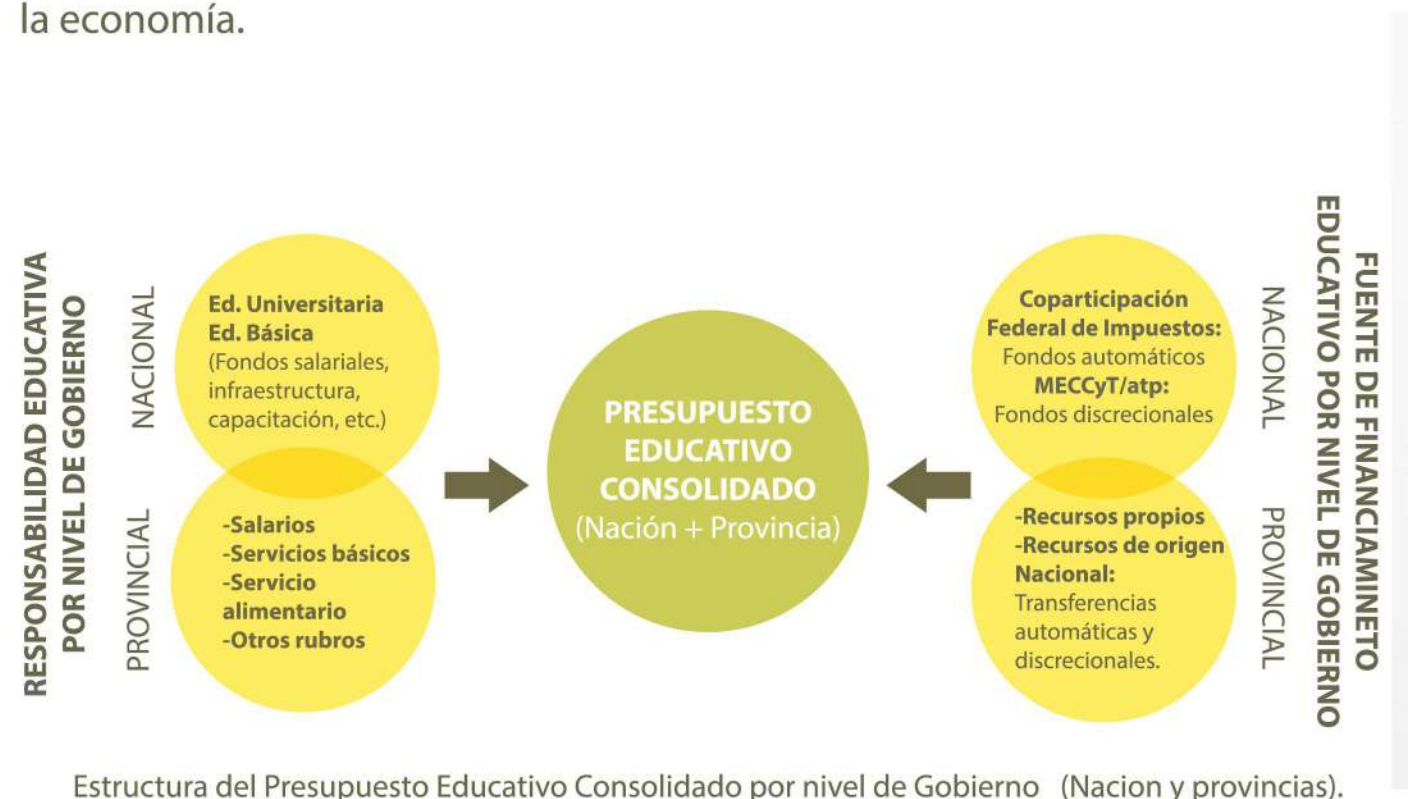 la economía.
RESPONSABILIDAD EDUCATIVA
POR NIVEL DE GOBIERNO
NACIONAL
Ed. Universitaria
Ed. Básica
(Fondos salariales,
infraestructura,
capacitación, etc.)
PROVINCIAL
-Salarios
-Servicios básicos
-Servicio
alimentario
-Otros rubros
PRESUPUESTO
EDUCATIVO
CONSOLIDADO
(Nación + Provincia)
Coparticipación
Federal de Impuestos:
Fondos automáticos
MECCyT/atp:
Fondos discrecionales
NACIONAL
-Recursos propios
-Recursos de origen
Nacional:
Transferencias
automáticas y
discrecionales.
PROVINCIAL
FUENTE DE FINANCIAMINETO
EDUCATIVO POR NIVEL DE GOBIERNO
Estructura del Presupuesto Educativo Consolidado por nivel de Gobierno (Nacion y provincias).